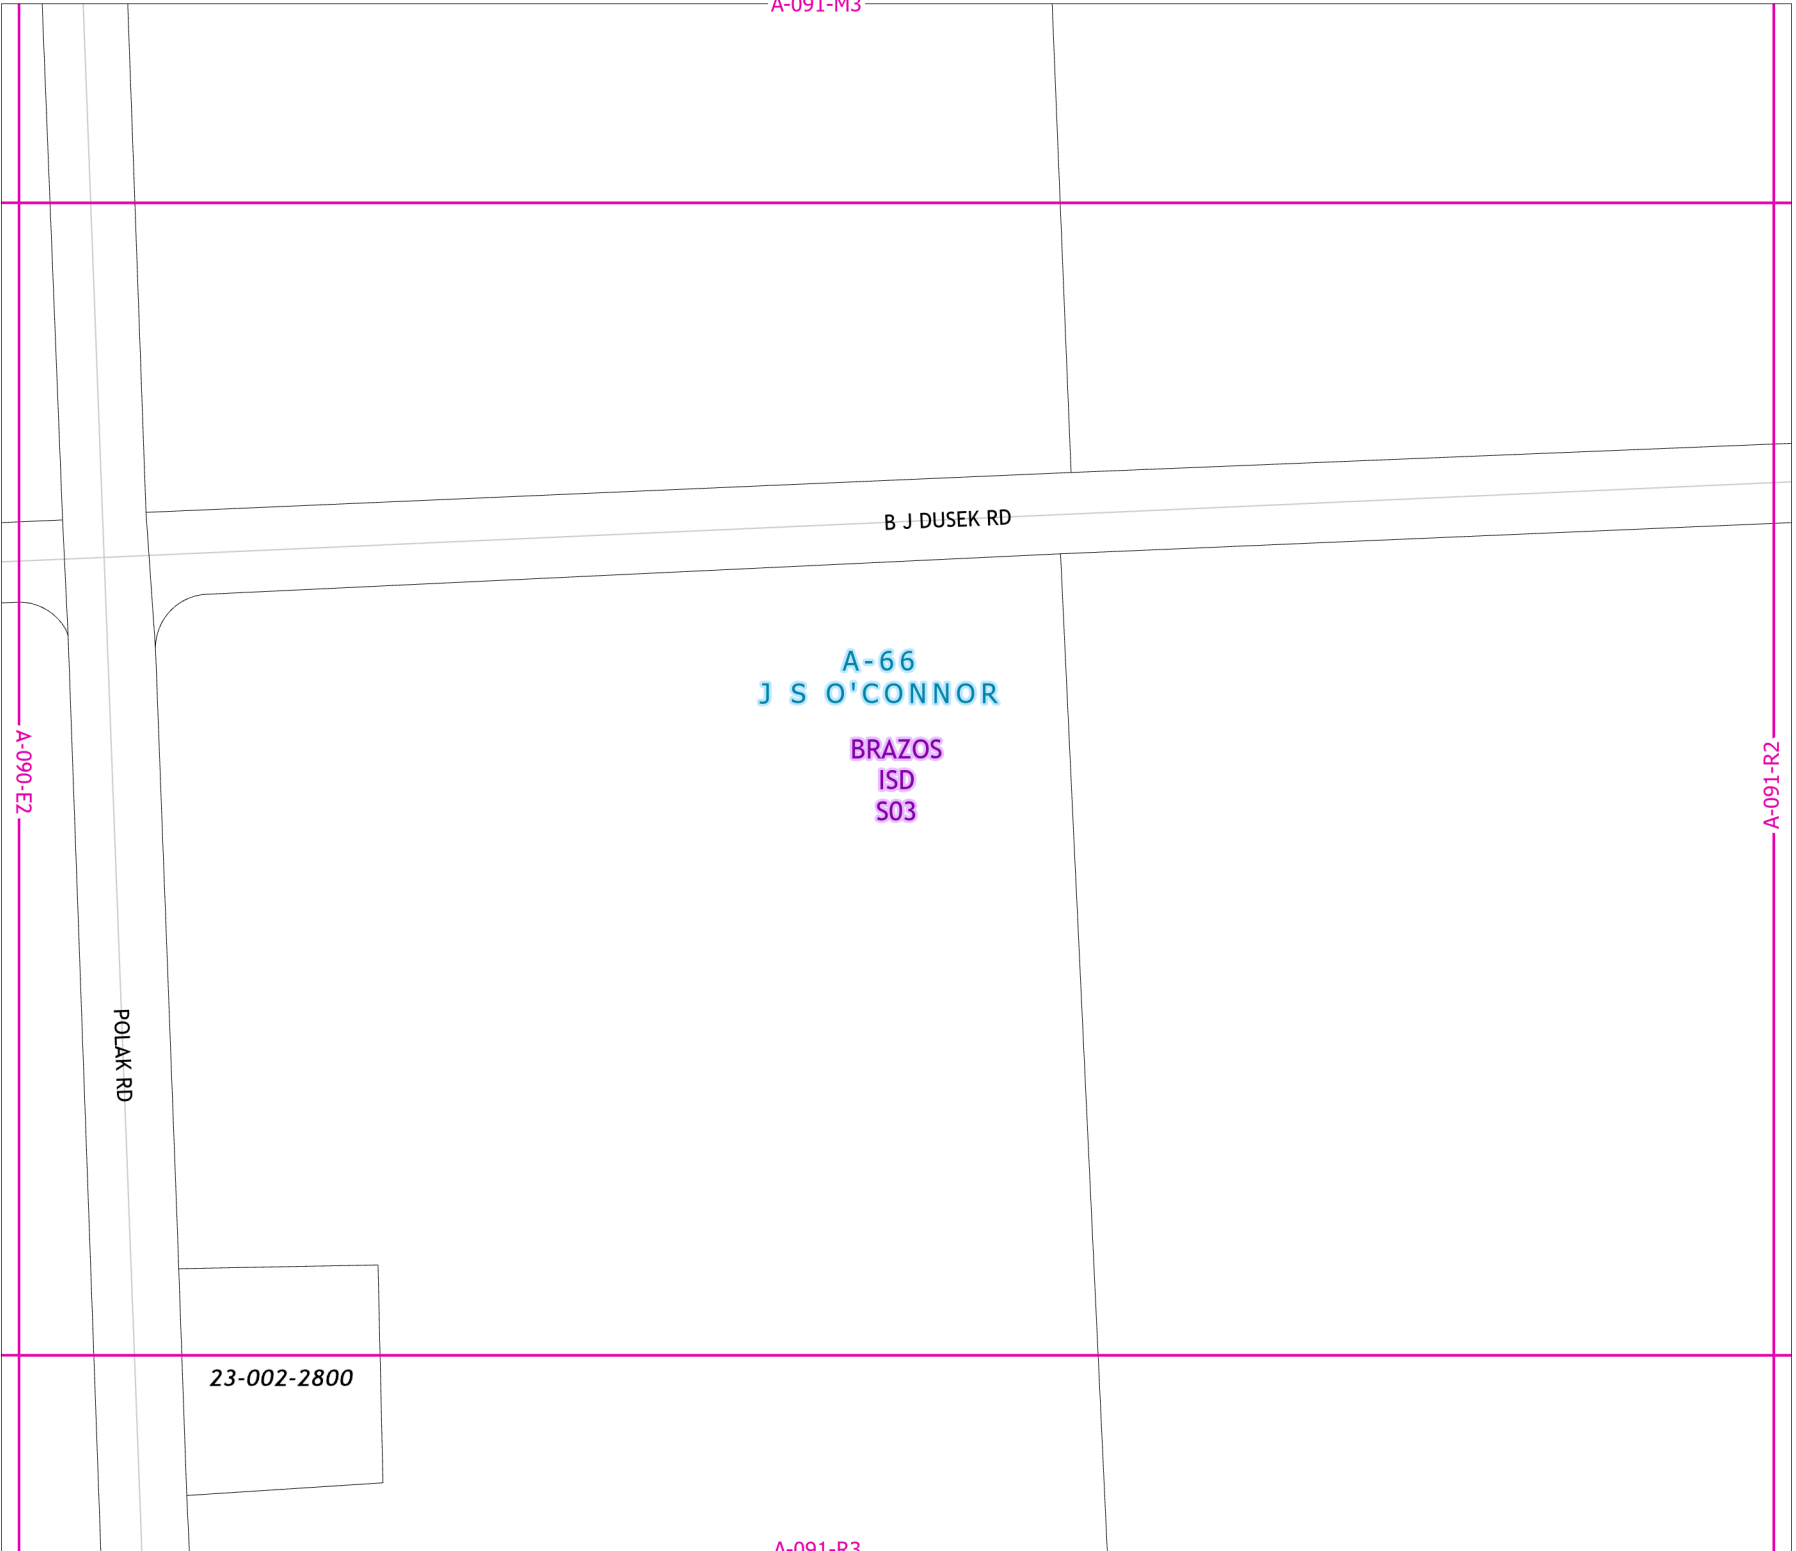 A-091-M3
B J DUSEK RD
A-66
J S O'CONNOR
BRAZOS
ISD
S03
A-090-E2
A-091-R2
POLAK RD
23-002-2800
A-091-R3